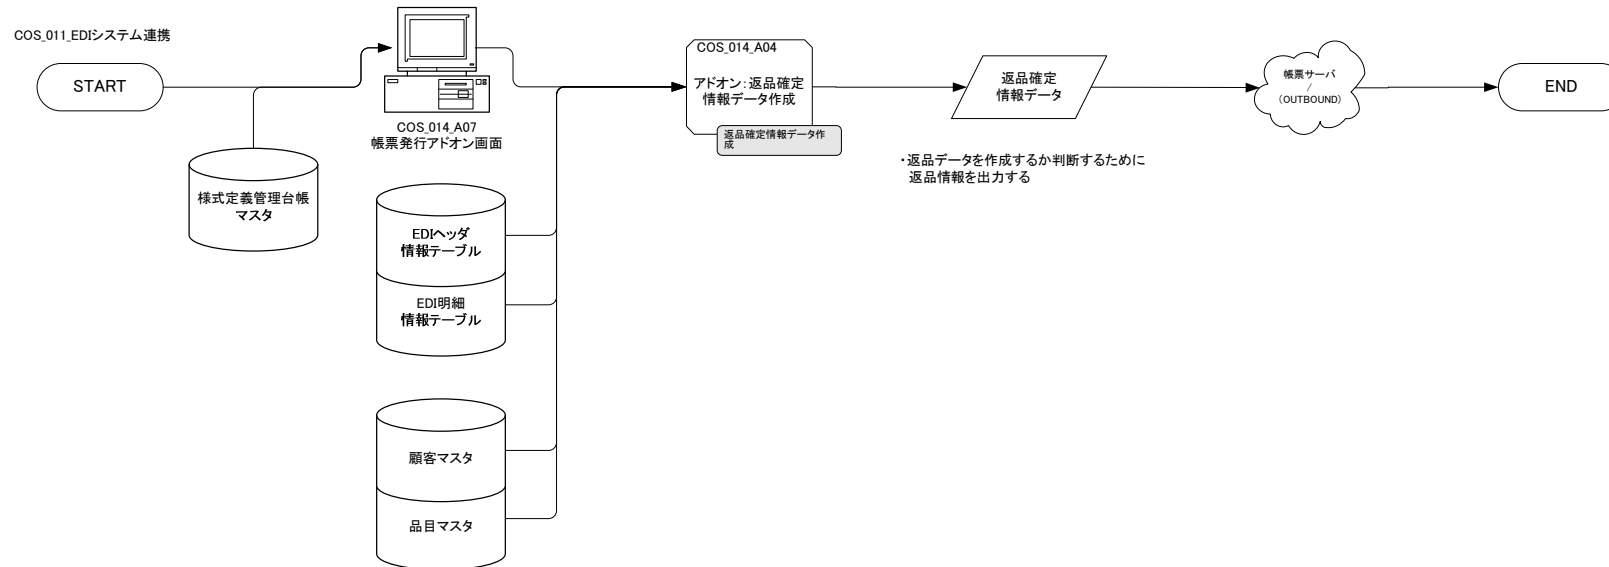 COS_011_EDIシステム連携
START
様式定義管理台帳
マスタ
COS_014_A07
帳票発行アドオン画面
EDIヘッダ
情報テーブル
EDI明細
情報テーブル
顧客マスタ
品目マスタ
COS_014_A04
アドオン：返品確定
情報データ作成
返品確定情報データ作
成
返品確定
情報データ
・返品データを作成するか判断するために
返品情報を出力する
帳票サーバ
/
（OUTBOUND）
END